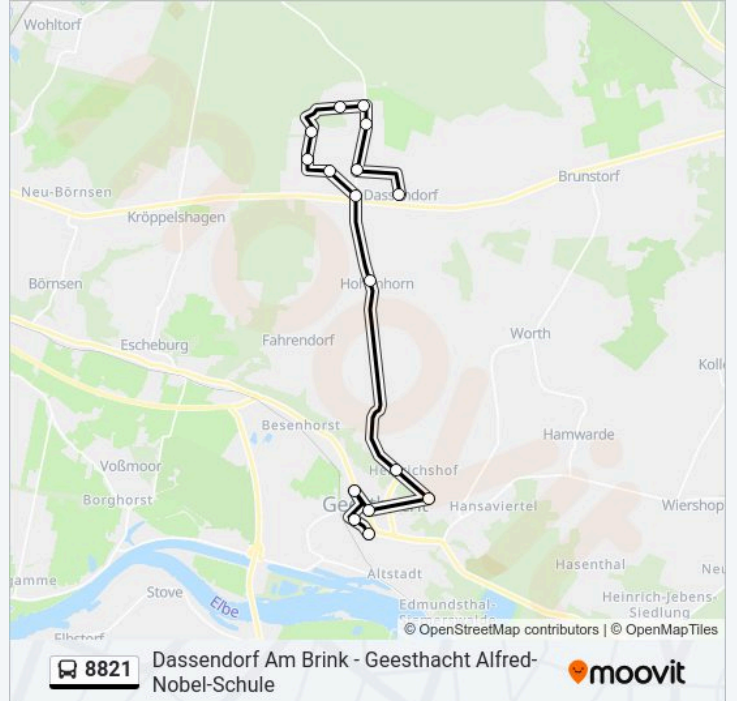 Wohltorf
Neu-Börnsen
Kröppelshagen
Dassendorf
Brunstorf
Börnsen
Hohenhorn
Escheburg
Fahrendorf
Worth
Besenhorst
Hamwarde
Voßmoor
Borghorst
Geesthacht
Hansaviertel
Wiershop
Hasenthal
Altstadt
Stove
Elbe
Edmundsthal-
Heinrich-Jebens-
Siedlung
© OpenStreetMap contributors | © OpenMapTiles
8821
Dassendorf Am Brink - Geesthacht Alfred-
Nobel-Schule
moovit